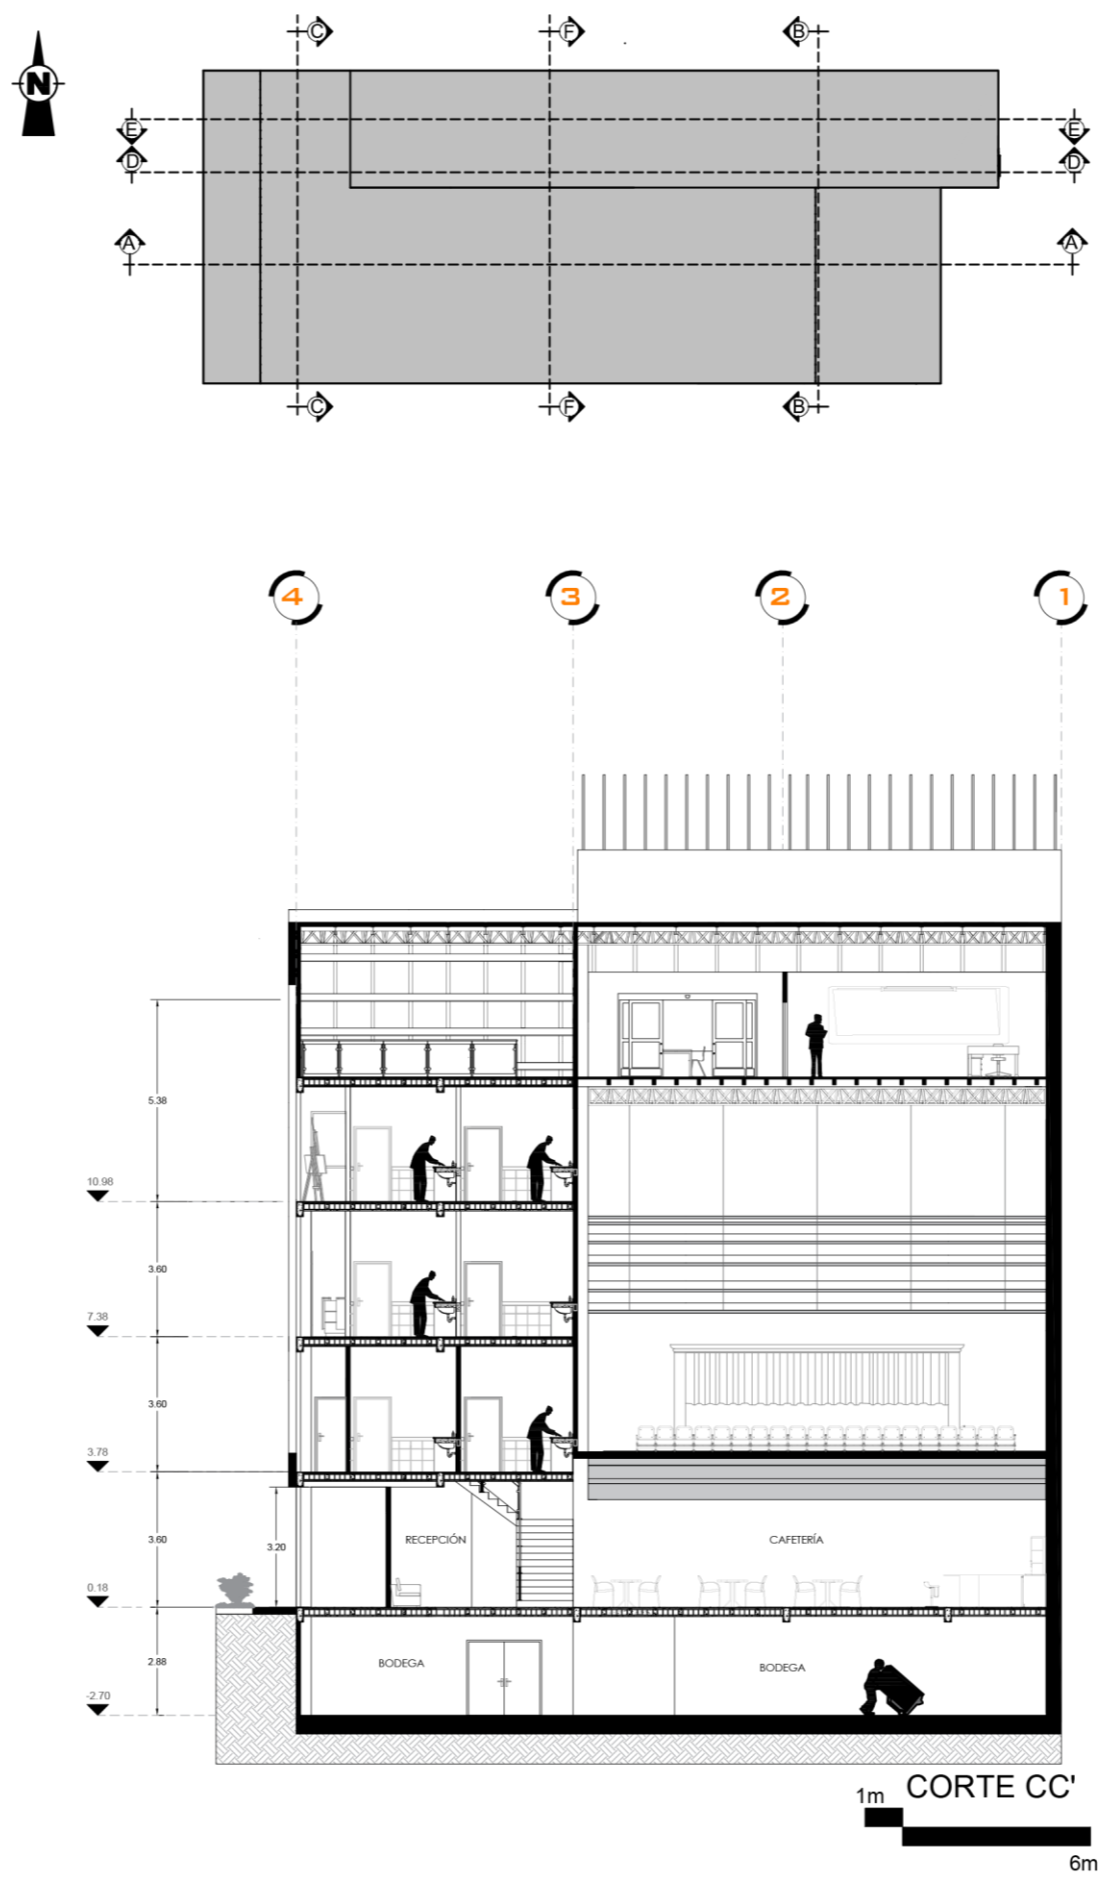 C F B
N
E E
D D
A A
C F B
4 3 2 1
5.38
10.98
3.60
7.38
3.60
3.78
3.60
3.20
RECEPCIÓN
CAFETERÍA
0.18
2.88
BODEGA
BODEGA
-2.70
CORTE CC'
1m
6m